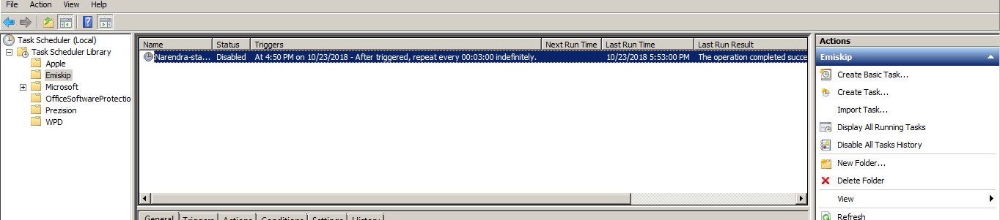 File Action View Help
Task Scheduler (Local)
Task Scheduler Library
Apple
Emiskip
Microsoft
OfficeSoftwareProtectio
Prezision
WPD
Name Status Triggers Next Run Time Last Run Time Last Run Result
Narendra-sta... Disabled At 4:50 PM on 10/23/2018 - After triggered, repeat every 00:03:00 indefinitely. 10/23/2018 5:53:00 PM The operation completed succe
General Triggers Actions Conditions Settings History
Actions
Emiskip
Create Basic Task...
Create Task...
Import Task...
Display All Running Tasks
Disable All Tasks History
New Folder...
Delete Folder
View
Refresh